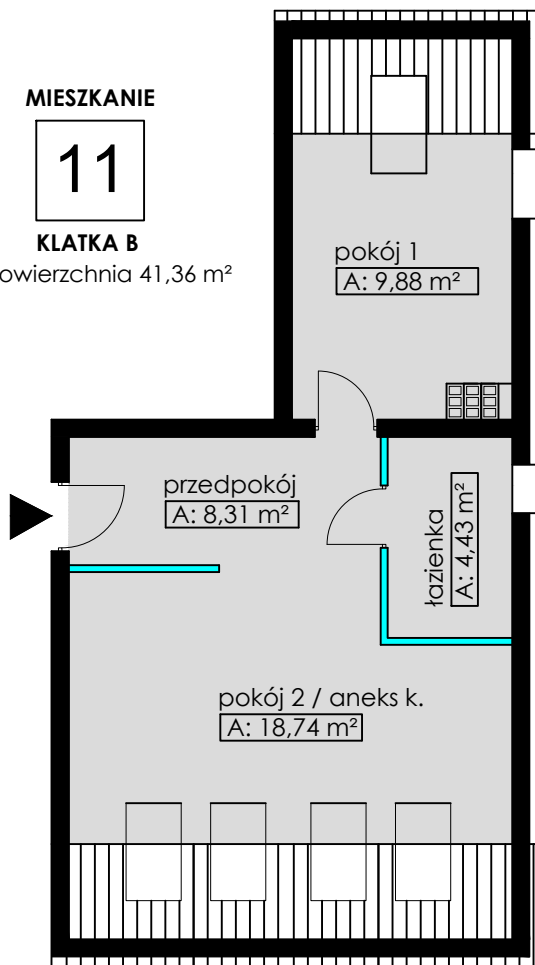 MIESZKANIE
11
KLATKA B
owierzchnia 41,36 m²
pokój 1
A: 9,88 m²
przedpokój
A: 8,31 m²
łazienka
A: 4,43 m²
pokój 2 / aneks k.
A: 18,74 m²